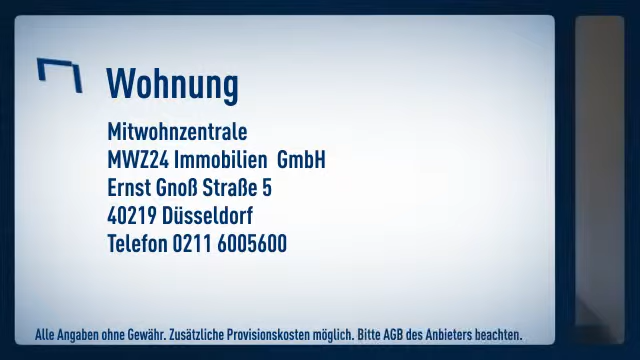 Wohnung
Mitwohnzentrale
MWZ24 Immobilien GmbH
Ernst Gnoß Straße 5
40219 Düsseldorf
Telefon 0211 6005600
Alle Angaben ohne Gewähr. Zusätzliche Provisionskosten möglich. Bitte AGB des Anbieters beachten.